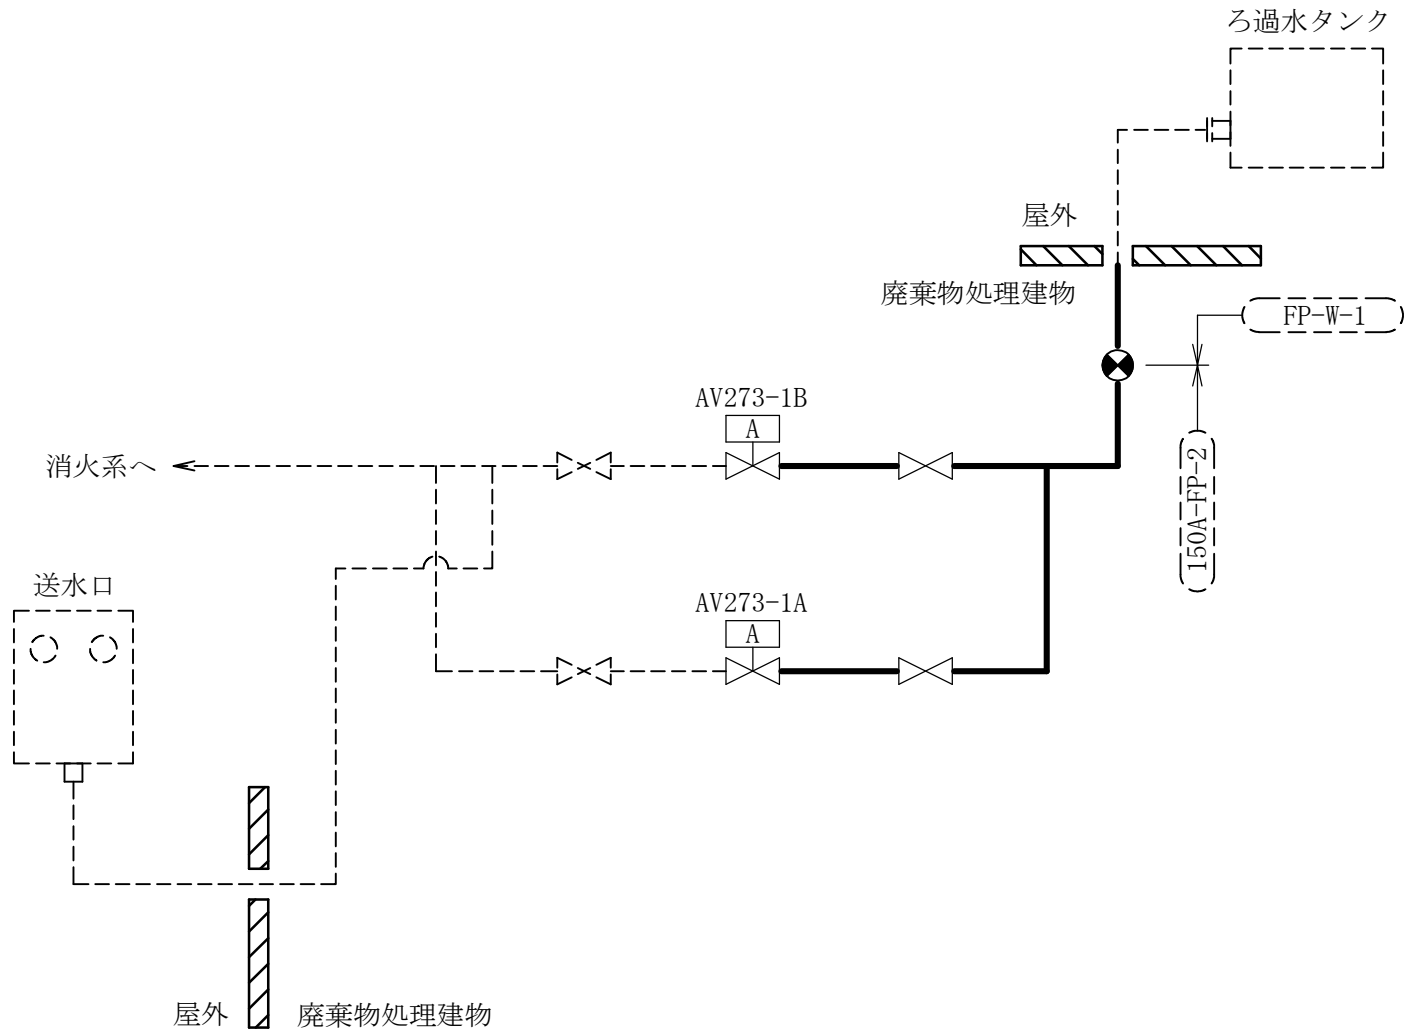 ろ過水タンク
屋外
廃棄物処理建物
FP-W-1
AV273-1B
A
消火系へ
150A-FP-2
送水口
AV273-1A
A
屋外
廃棄物処理建物